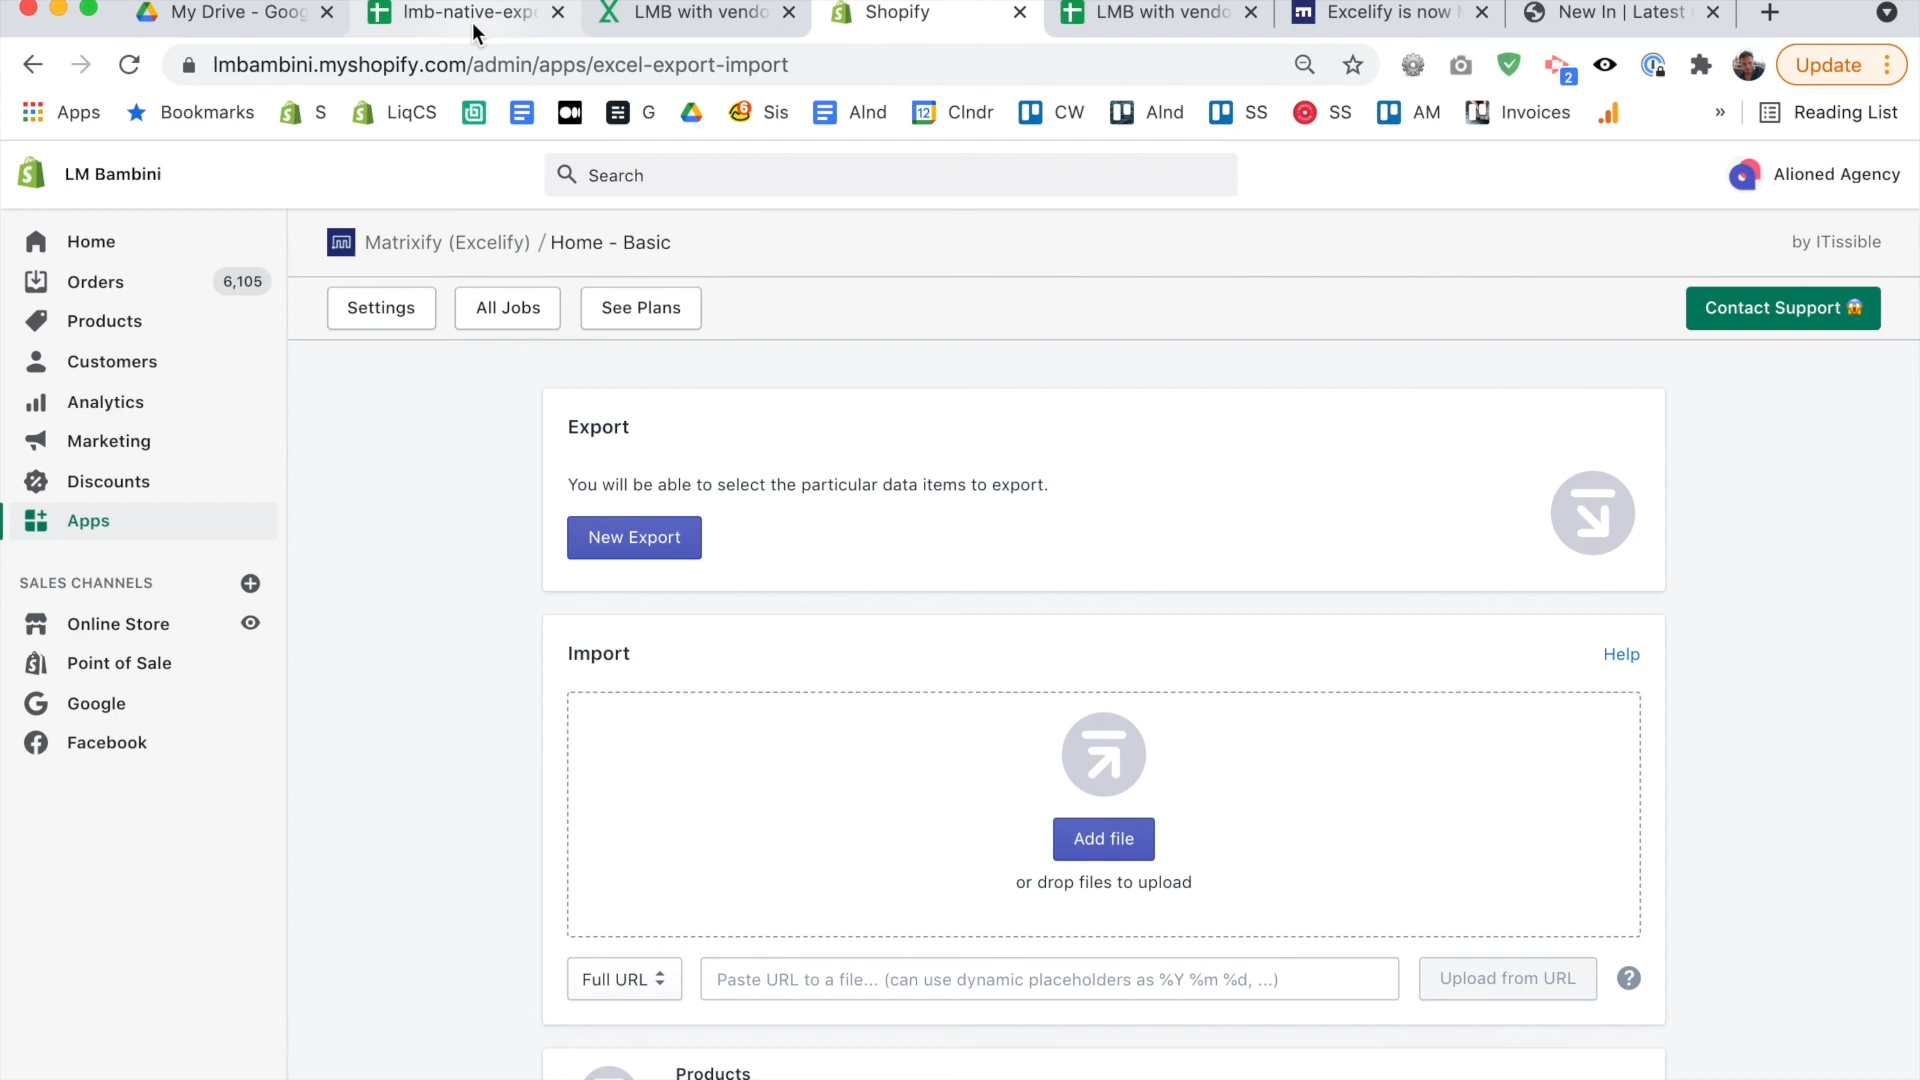 My Drive - Goog
lmb-native-expo
LMB with vendo
Shopify
LMB with vendo
Excelify is now
New In | Latest
lmbambini.myshopify.com/admin/apps/excel-export-import
2
Update
Apps
Bookmarks
S
LiqCS
G
6
Sis
AInd
12
Clndr
CW
AInd
SS
SS
AM
Invoices
»
Reading List
LM Bambini
Search
Alioned Agency
Home
Orders
6,105
Products
Customers
Analytics
Marketing
Discounts
Apps
SALES CHANNELS
Online Store
Point of Sale
Google
Facebook
Matrixify (Excelify) / Home - Basic
by ITissible
Settings
All Jobs
See Plans
Contact Support 😱
Export
You will be able to select the particular data items to export.
New Export
Import
Help
Add file
or drop files to upload
Full URL
Paste URL to a file... (can use dynamic placeholders as %Y %m %d, ...)
Upload from URL
?
Products